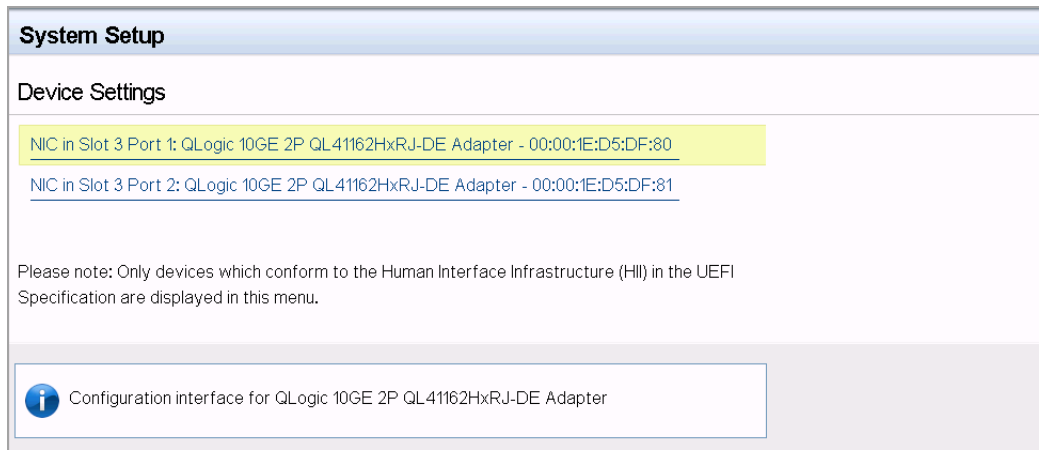 System Setup
Device Settings
NIC in Slot 3 Port 1: QLogic 10GE 2P QL41162HxRJ-DE Adapter - 00:00:1E:D5:DF:80
NIC in Slot 3 Port 2: QLogic 10GE 2P QL41162HxRJ-DE Adapter - 00:00:1E:D5:DF:81
Please note: Only devices which conform to the Human Interface Infrastructure (HII) in the UEFI
Specification are displayed in this menu.
Configuration interface for QLogic 10GE 2P QL41162HxRJ-DE Adapter